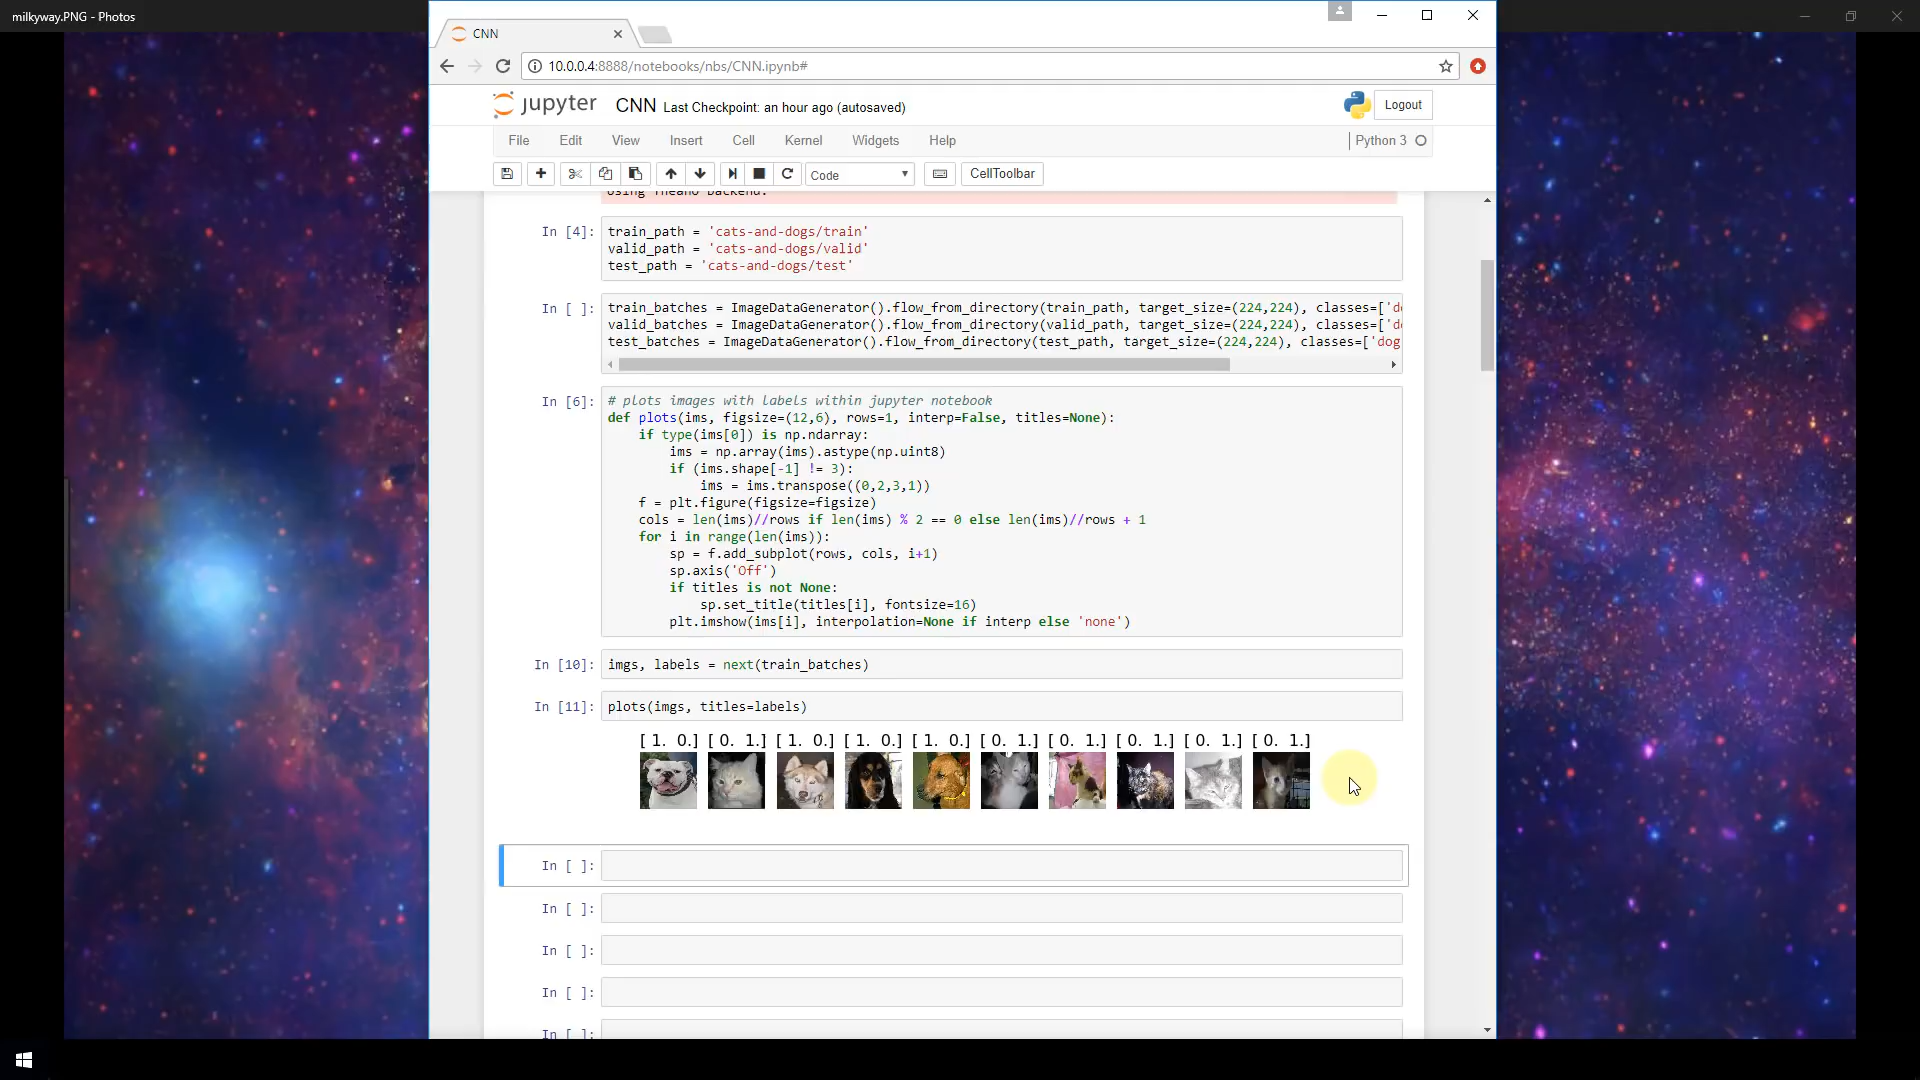 milkyway.PNG - Photos
CNN
10.0.0.4:8888/notebooks/nbs/CNN.ipynb#
jupyter CNN Last Checkpoint: an hour ago (autosaved)
Logout
File Edit View Insert Cell Kernel Widgets Help
Python 3
Code
CellToolbar
Using Theano backend.
In [4]:
train_path = 'cats-and-dogs/train'
valid_path = 'cats-and-dogs/valid'
test_path = 'cats-and-dogs/test'
In [ ]:
train_batches = ImageDataGenerator().flow_from_directory(train_path, target_size=(224,224), classes=['d
valid_batches = ImageDataGenerator().flow_from_directory(valid_path, target_size=(224,224), classes=['d
test_batches = ImageDataGenerator().flow_from_directory(test_path, target_size=(224,224), classes=['dog
In [6]:
# plots images with labels within jupyter notebook
def plots(ims, figsize=(12,6), rows=1, interp=False, titles=None):
    if type(ims[0]) is np.ndarray:
        ims = np.array(ims).astype(np.uint8)
        if (ims.shape[-1] != 3):
            ims = ims.transpose((0,2,3,1))
    f = plt.figure(figsize=figsize)
    cols = len(ims)//rows if len(ims) % 2 == 0 else len(ims)//rows + 1
    for i in range(len(ims)):
        sp = f.add_subplot(rows, cols, i+1)
        sp.axis('Off')
        if titles is not None:
            sp.set_title(titles[i], fontsize=16)
        plt.imshow(ims[i], interpolation=None if interp else 'none')
In [10]:
imgs, labels = next(train_batches)
In [11]:
plots(imgs, titles=labels)
[ 1. 0.] [ 0. 1.] [ 1. 0.] [ 1. 0.] [ 1. 0.] [ 0. 1.] [ 0. 1.] [ 0. 1.] [ 0. 1.] [ 0. 1.]
In [ ]:
In [ ]:
In [ ]:
In [ ]:
In [ ]: